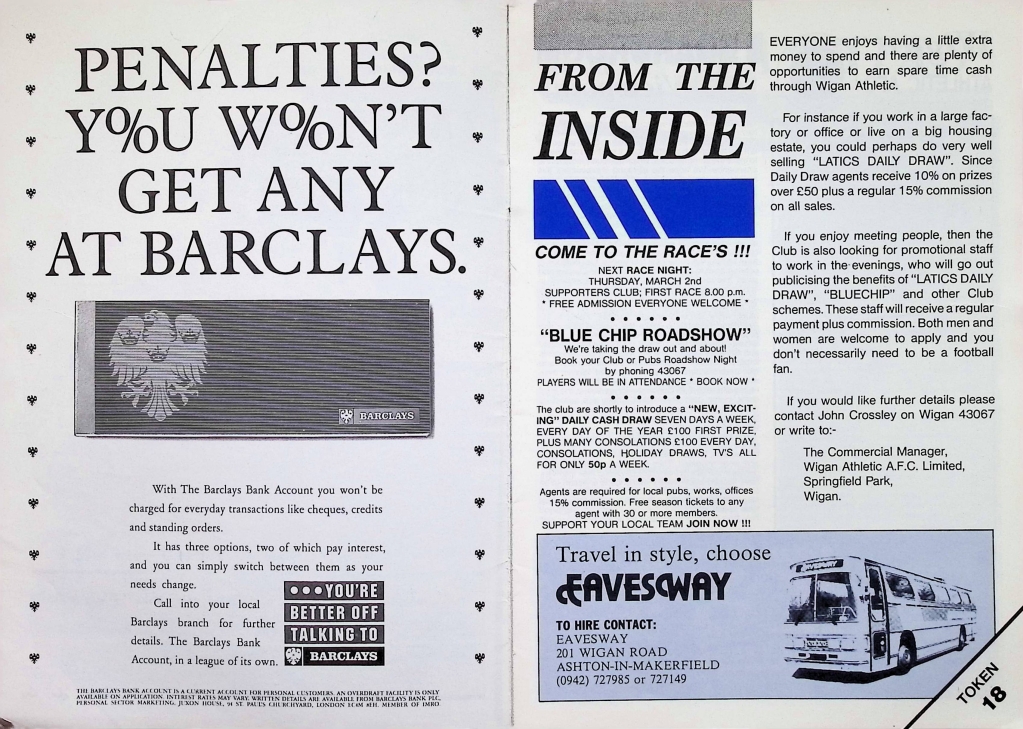 PENALTIES?
Y%U W%N'T
GET ANY
AT BARCLAYS.
BARCLAYS
With The Barclays Bank Account you won't be
charged for everyday transactions like cheques, credits
and standing orders.
It has three options, two of which pay interest,
and you can simply switch between them as your
needs change.
Call into your local
Barclays branch for further
details. The Barclays Bank
Account, in a league of its own.
•••YOU'RE
BETTER OFF
TALKING TO
BARCLAYS
THE BARCLAYS BANK ACCOUNT IS A CURRENT ACCOUNT FOR PERSONAL CUSTOMERS. AN OVERDRAFT FACILITY IS ONLY
AVAILABLE ON APPLICATION. INTEREST RATES MAY VARY. WRITTEN DETAILS ARE AVAILABLE FROM BARCLAYS BANK PLC,
PERSONAL SECTOR MARKETING, JUXON HOUSE, 94 ST. PAUL'S CHURCHYARD, LONDON EC4M 8EH. MEMBER OF IMRO.
FROM THE
INSIDE
COME TO THE RACE'S !!!
NEXT RACE NIGHT:
THURSDAY, MARCH 2nd
SUPPORTERS CLUB; FIRST RACE 8.00 p.m.
* FREE ADMISSION EVERYONE WELCOME *
• • • • • •
"BLUE CHIP ROADSHOW"
We're taking the draw out and about!
Book your Club or Pubs Roadshow Night
by phoning 43067
PLAYERS WILL BE IN ATTENDANCE * BOOK NOW *
• • • • • •
The club are shortly to introduce a "NEW, EXCIT-
ING" DAILY CASH DRAW SEVEN DAYS A WEEK,
EVERY DAY OF THE YEAR £100 FIRST PRIZE,
PLUS MANY CONSOLATIONS £100 EVERY DAY,
CONSOLATIONS, HOLIDAY DRAWS, TV'S ALL
FOR ONLY 50p A WEEK.
• • • • • •
Agents are required for local pubs, works, offices
15% commission. Free season tickets to any
agent with 30 or more members.
SUPPORT YOUR LOCAL TEAM JOIN NOW !!!
EVERYONE enjoys having a little extra
money to spend and there are plenty of
opportunities to earn spare time cash
through Wigan Athletic.
For instance if you work in a large fac-
tory or office or live on a big housing
estate, you could perhaps do very well
selling "LATICS DAILY DRAW". Since
Daily Draw agents receive 10% on prizes
over £50 plus a regular 15% commission
on all sales.
If you enjoy meeting people, then the
Club is also looking for promotional staff
to work in the evenings, who will go out
publicising the benefits of "LATICS DAILY
DRAW", "BLUECHIP" and other Club
schemes. These staff will receive a regular
payment plus commission. Both men and
women are welcome to apply and you
don't necessarily need to be a football
fan.
If you would like further details please
contact John Crossley on Wigan 43067
or write to:-
The Commercial Manager,
Wigan Athletic A.F.C. Limited,
Springfield Park,
Wigan.
Travel in style, choose
EAVESWAY
TO HIRE CONTACT:
EAVESWAY
201 WIGAN ROAD
ASHTON-IN-MAKERFIELD
(0942) 727985 or 727149
EAVESWAY
TOKEN
18